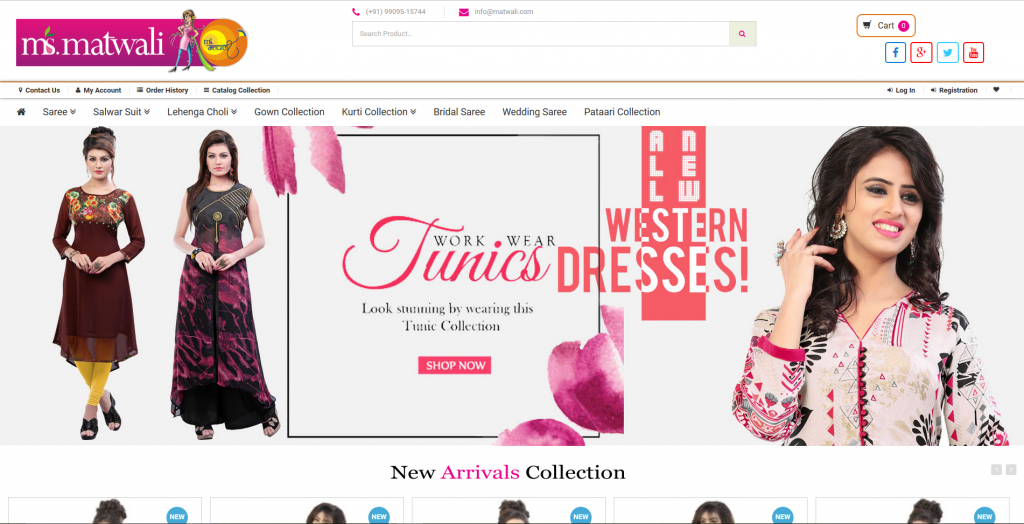 (+91) 99095-15744
info@matwali.com
ms.matwali
Search Product...
Cart 0
Contact Us
My Account
Order History
Catalog Collection
Log In
Registration
Saree
Salwar Suit
Lehenga Choli
Gown Collection
Kurti Collection
Bridal Saree
Wedding Saree
Pataari Collection
WORK WEAR
Tunics
Look stunning by wearing this
Tunic Collection
SHOP NOW
ALL NEW
WESTERN
DRESSES!
New Arrivals Collection
NEW
NEW
NEW
NEW
NEW